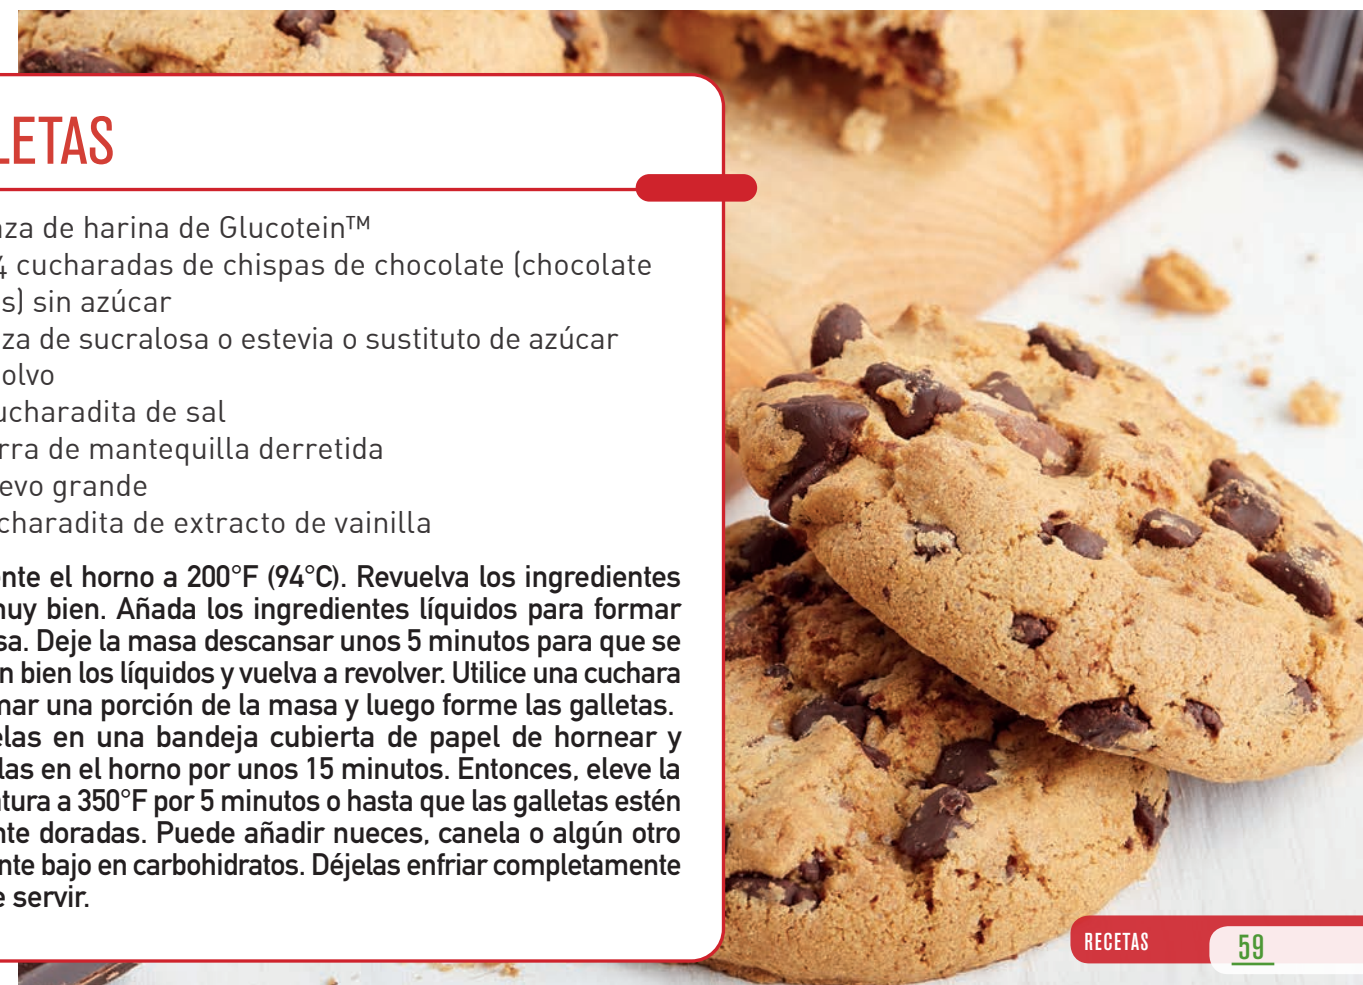 LETAS
aza de harina de Glucotein™
4 cucharadas de chispas de chocolate (chocolate
s) sin azúcar
za de sucralosa o estevia o sustituto de azúcar
olvo
ucharadita de sal
rra de mantequilla derretida
evo grande
charadita de extracto de vainilla
nte el horno a 200°F (94°C). Revuelva los ingredientes
muy bien. Añada los ingredientes líquidos para formar
sa. Deje la masa descansar unos 5 minutos para que se
n bien los líquidos y vuelva a revolver. Utilice una cuchara
mar una porción de la masa y luego forme las galletas.
elas en una bandeja cubierta de papel de hornear y
las en el horno por unos 15 minutos. Entonces, eleve la
atura a 350°F por 5 minutos o hasta que las galletas estén
nte doradas. Puede añadir nueces, canela o algún otro
nte bajo en carbohidratos. Déjelas enfriar completamente
e servir.
RECETAS 59